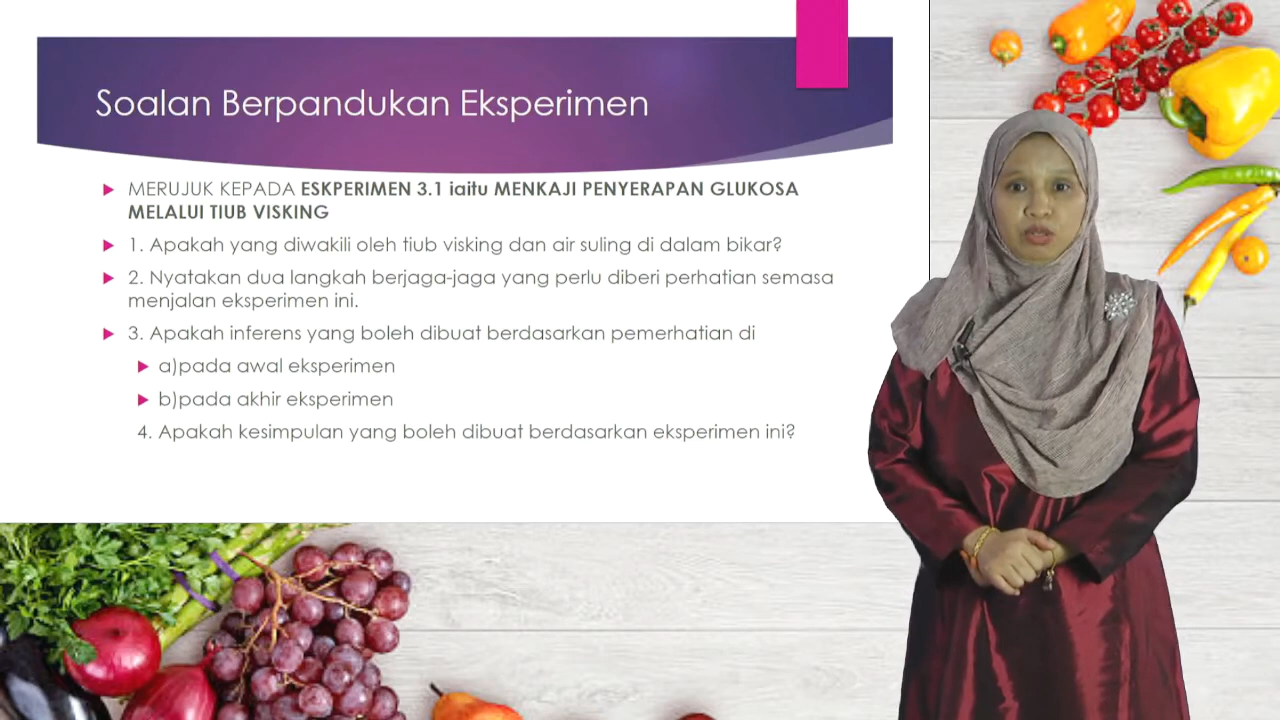 Soalan Berpandukan Eksperimen
MERUJUK KEPADA ESKPERIMEN 3.1 iaitu MENKAJI PENYERAPAN GLUKOSA
MELALUI TIUB VISKING
1. Apakah yang diwakili oleh tiub visking dan air suling di dalam bikar?
2. Nyatakan dua langkah berjaga-jaga yang perlu diberi perhatian semasa
menjalan eksperimen ini.
3. Apakah inferens yang boleh dibuat berdasarkan pemerhatian di
a)pada awal eksperimen
b)pada akhir eksperimen
4. Apakah kesimpulan yang boleh dibuat berdasarkan eksperimen ini?